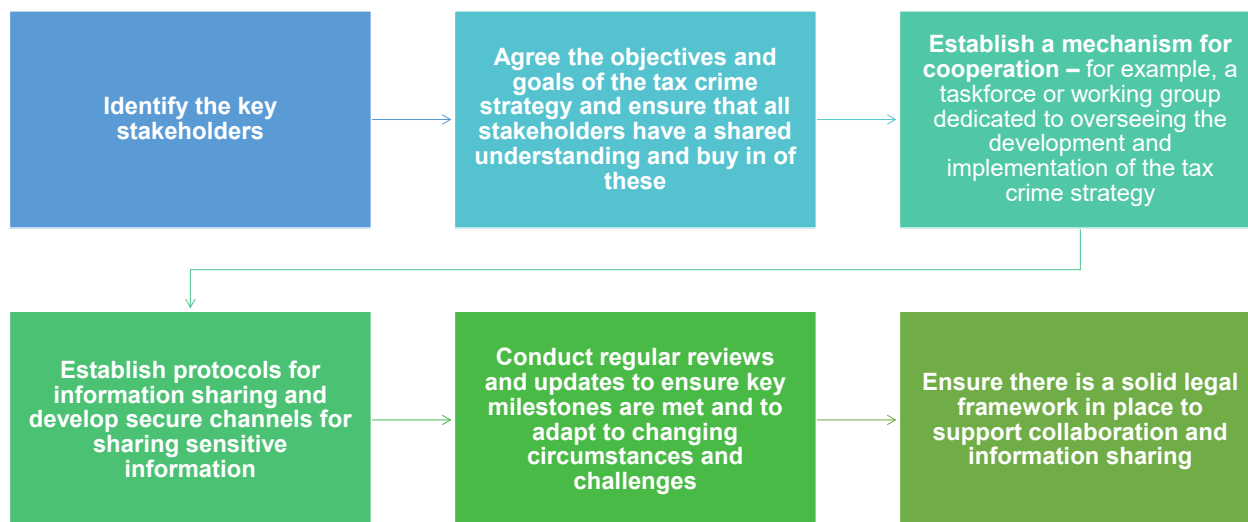 Identify the key
stakeholders
Agree the objectives and
goals of the tax crime
strategy and ensure that all
stakeholders have a shared
understanding and buy in of
these
Establish a mechanism for
cooperation – for example, a
taskforce or working group
dedicated to overseeing the
development and
implementation of the tax
crime strategy
Establish protocols for
information sharing and
develop secure channels for
sharing sensitive
information
Conduct regular reviews
and updates to ensure key
milestones are met and to
adapt to changing
circumstances and
challenges
Ensure there is a solid legal
framework in place to
support collaboration and
information sharing